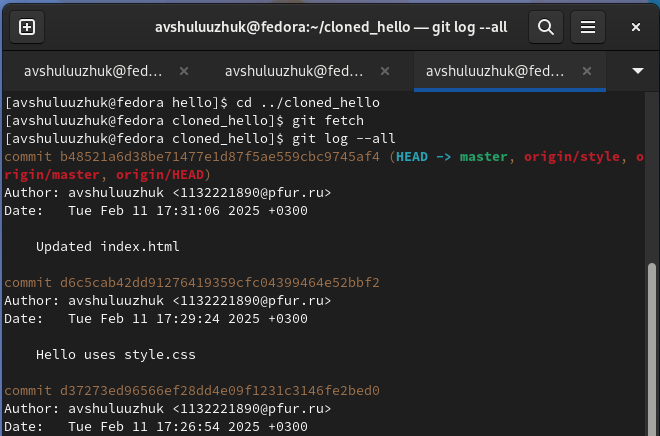 avshuluuzhuk@fedora:~/cloned_hello — git log --all
avshuluuzhuk@fed... avshuluuzhuk@fed... avshuluuzhuk@fed...
[avshuluuzhuk@fedora hello]$ cd ../cloned_hello
[avshuluuzhuk@fedora cloned_hello]$ git fetch
[avshuluuzhuk@fedora cloned_hello]$ git log --all
commit b48521a6d38be71477e1d87f5ae559cbc9745af4 (HEAD -> master, origin/style, o
rigin/master, origin/HEAD)
Author: avshuluuzhuk <1132221890@pfur.ru>
Date:   Tue Feb 11 17:31:06 2025 +0300
Updated index.html
commit d6c5cab42dd91276419359cfc04399464e52bbf2
Author: avshuluuzhuk <1132221890@pfur.ru>
Date:   Tue Feb 11 17:29:24 2025 +0300
Hello uses style.css
commit d37273ed96566ef28dd4e09f1231c3146fe2bed0
Author: avshuluuzhuk <1132221890@pfur.ru>
Date:   Tue Feb 11 17:26:54 2025 +0300